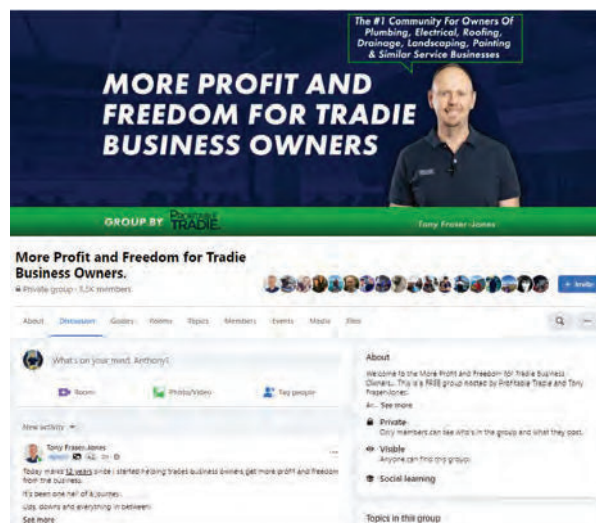 The #1 Community For Owners Of
Plumbing, Electrical, Roofing,
Drainage, Landscaping, Painting
& Similar Service Businesses
MORE PROFIT AND
FREEDOM FOR TRADIE
BUSINESS OWNERS
GROUP BY PROFITABLE TRADIE.
Tony Fraser-Jones
More Profit and Freedom for Tradie
Business Owners.
Private group · members
+ Invite
About Discussion Guides Rooms Topics Members Events Media Files
What's on your mind, Anthony?
Room Photo/Video Tag people
New activity
Tony Fraser-Jones
Today marks 12 years since I started helping trades business owners get more profit and freedom
from the business.
It's been one hell of a journey.
Ups, downs and everything in between
See more
About
Welcome to the More Profit and Freedom for Tradie Business
Owners... This is a FREE group hosted by Profitable Tradie and Tony
Fraser-Jones.
See more
Private
Only members can see who's in the group and what they post.
Visible
Anyone can find this group.
Social learning
Topics in this group